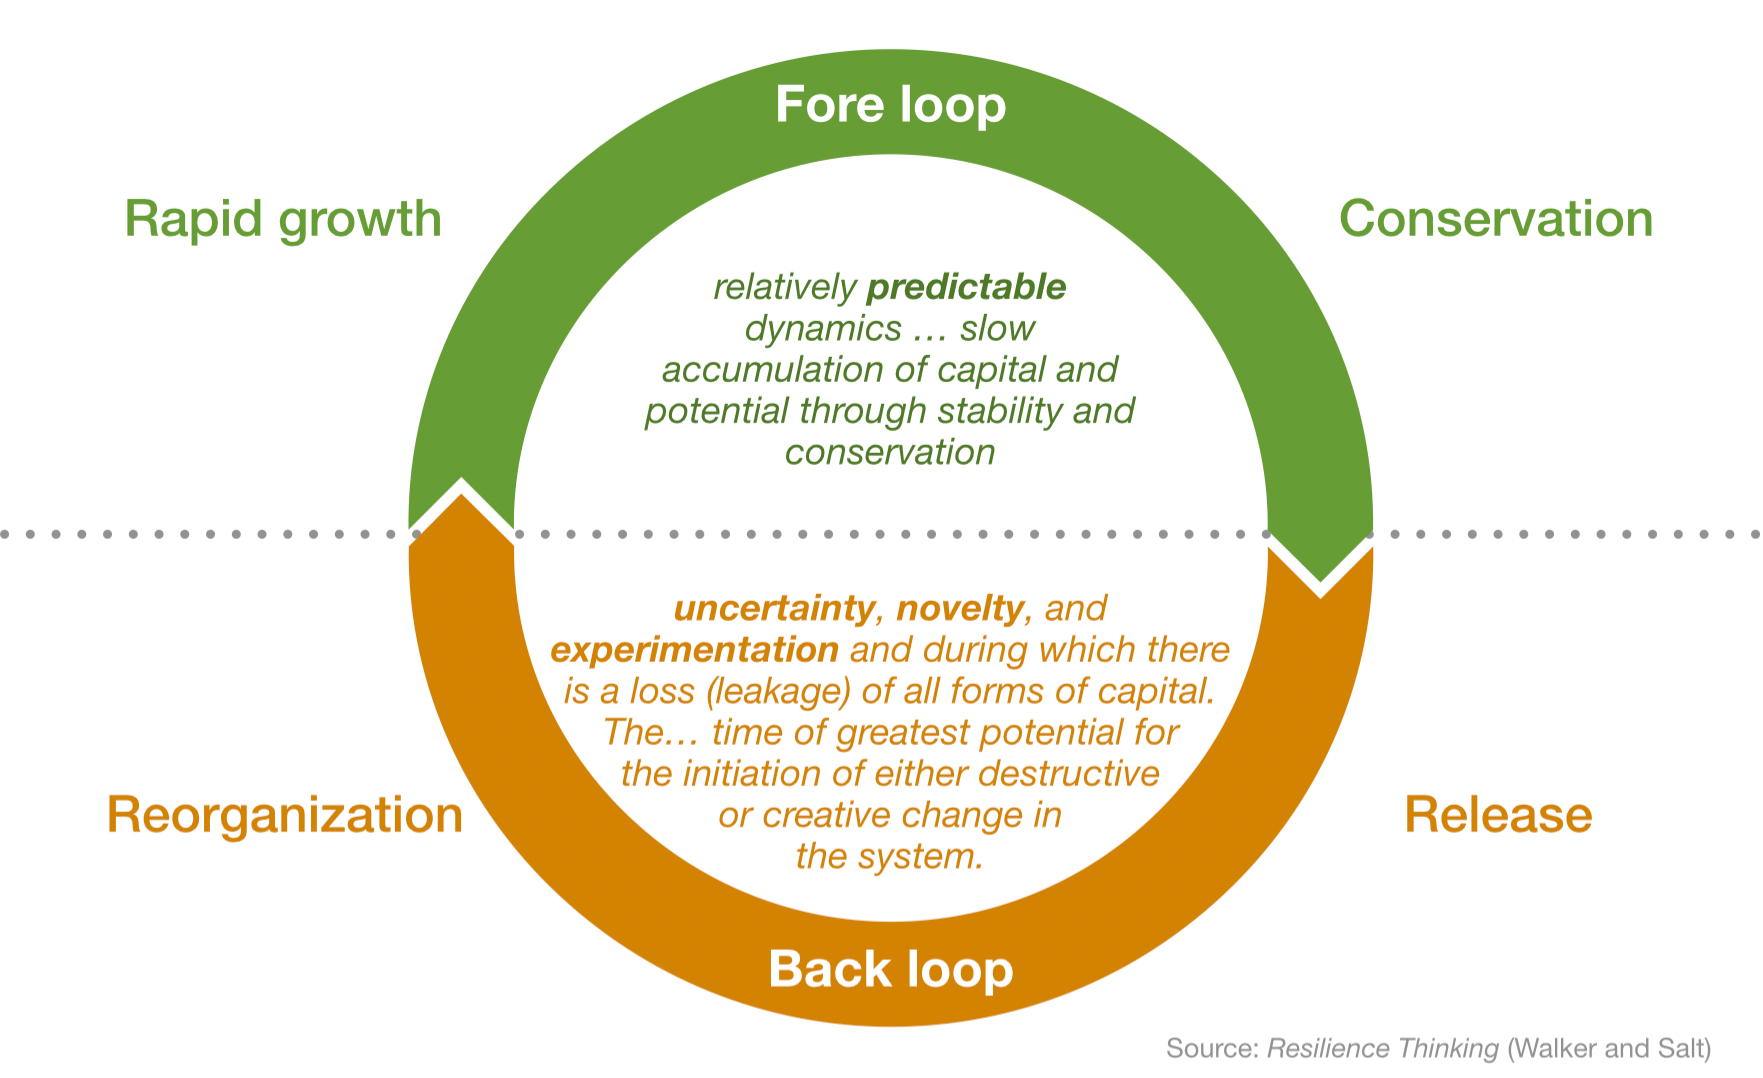 Fore loop
Rapid growth
Conservation
relatively predictable
dynamics … slow
accumulation of capital and
potential through stability and
conservation
uncertainty, novelty, and
experimentation and during which there
is a loss (leakage) of all forms of capital.
The… time of greatest potential for
the initiation of either destructive
or creative change in
the system.
Reorganization
Release
Back loop
Source: Resilience Thinking (Walker and Salt)